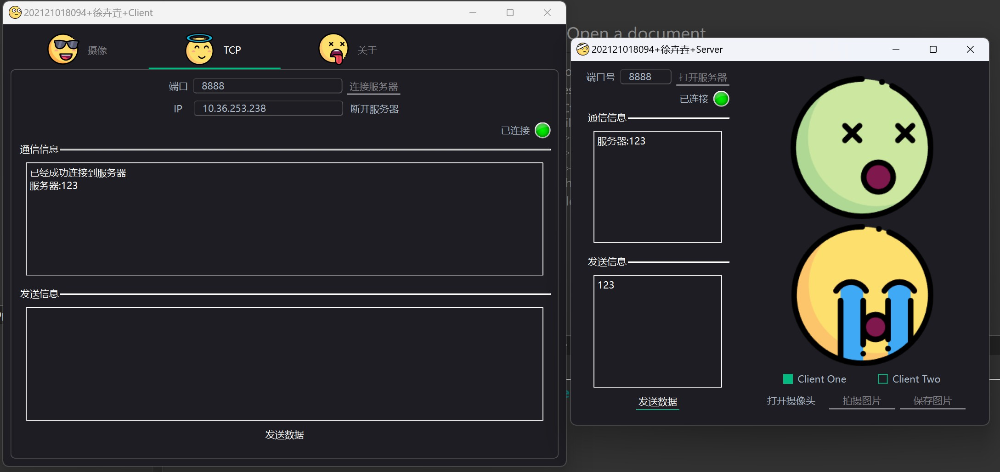 202121018094+徐卉茾+Client
摄像
TCP
关于
端口
8888
连接服务器
IP
10.36.253.238
断开服务器
已连接
通信信息
已经成功连接到服务器
服务器:123
发送信息
发送数据
Open a document
202121018094+徐卉茾+Server
端口号
8888
打开服务器
已连接
通信信息
服务器:123
发送信息
123
发送数据
Client One
Client Two
打开摄像头
拍摄图片
保存图片